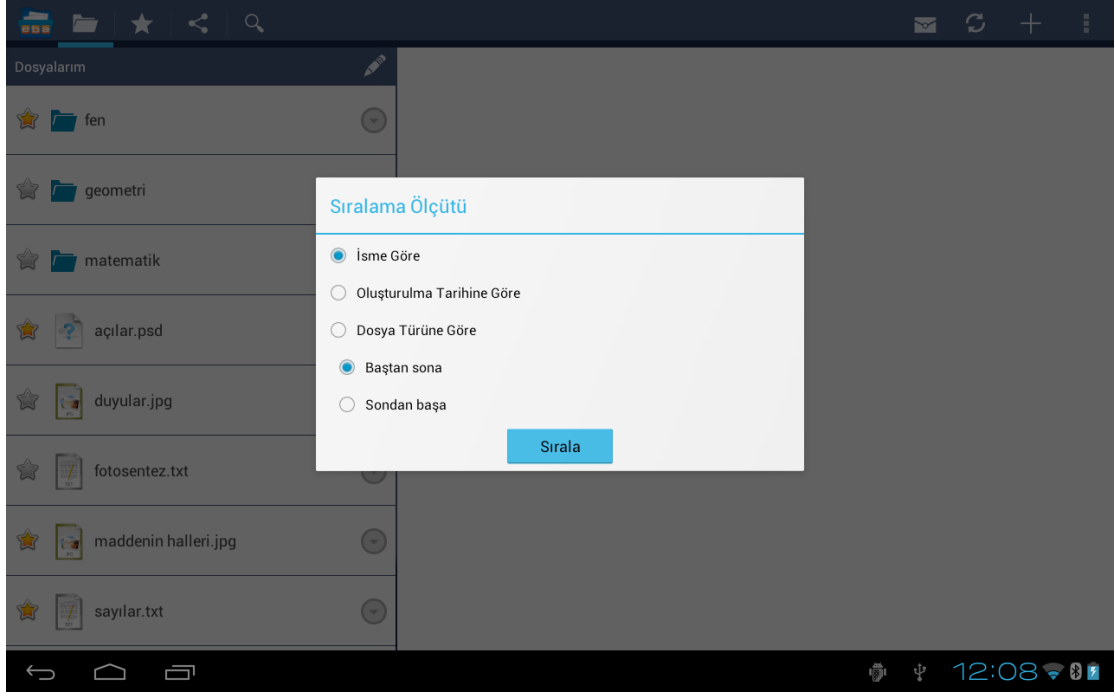 eba
Dosyalarım
fen
geometri
matematik
açılar.psd
duyular.jpg
fotosentez.txt
maddenin halleri.jpg
sayılar.txt
Sıralama Ölçütü
İsme Göre
Oluşturulma Tarihine Göre
Dosya Türüne Göre
Baştan sona
Sondan başa
Sırala
12:08